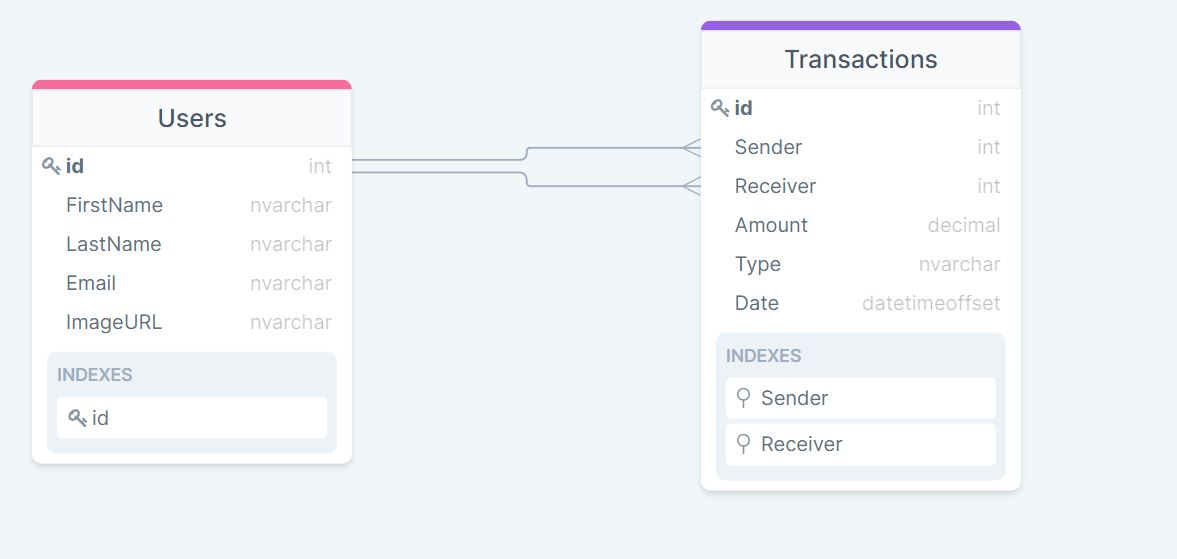 Users
id int
FirstName nvarchar
LastName nvarchar
Email nvarchar
ImageURL nvarchar
INDEXES
id
Transactions
id int
Sender int
Receiver int
Amount decimal
Type nvarchar
Date datetimeoffset
INDEXES
Sender
Receiver